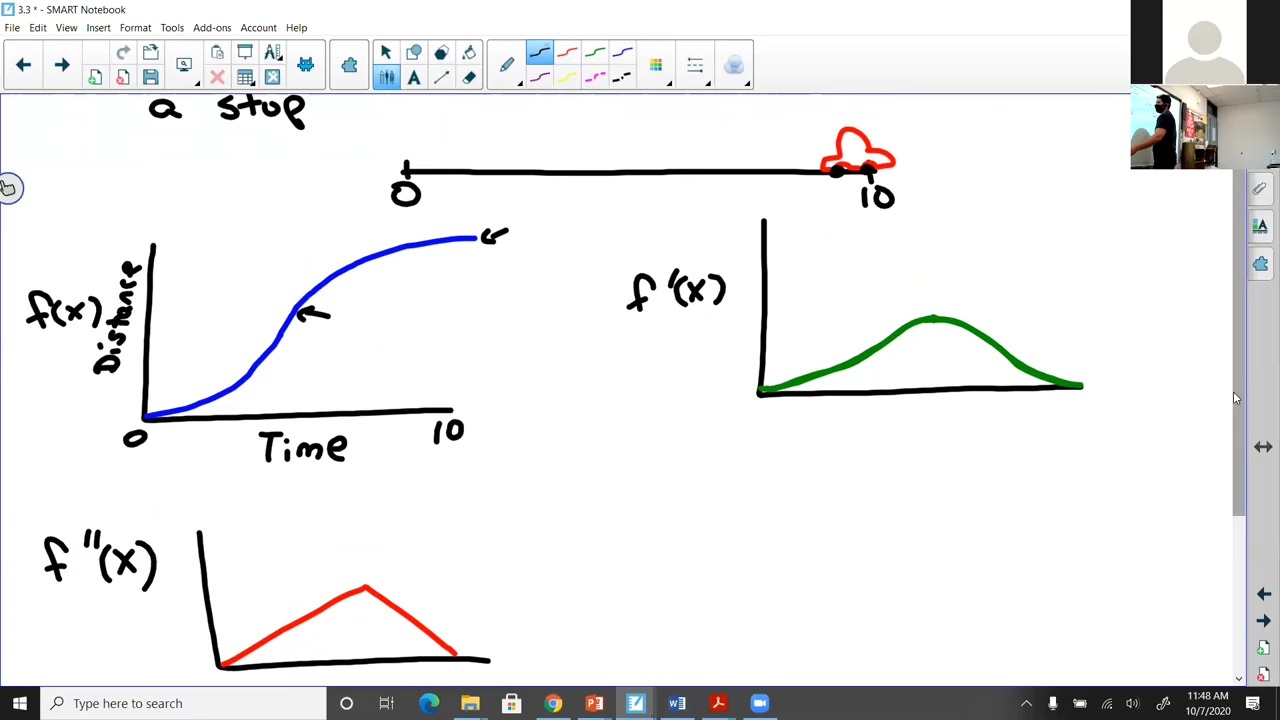 3.3 * - SMART Notebook
File Edit View Insert Format Tools Add-ons Account Help
a stop
0
10
f(x)
Distance
0
Time
10
f'(x)
f"(x)
Type here to search
11:48 AM
10/7/2020